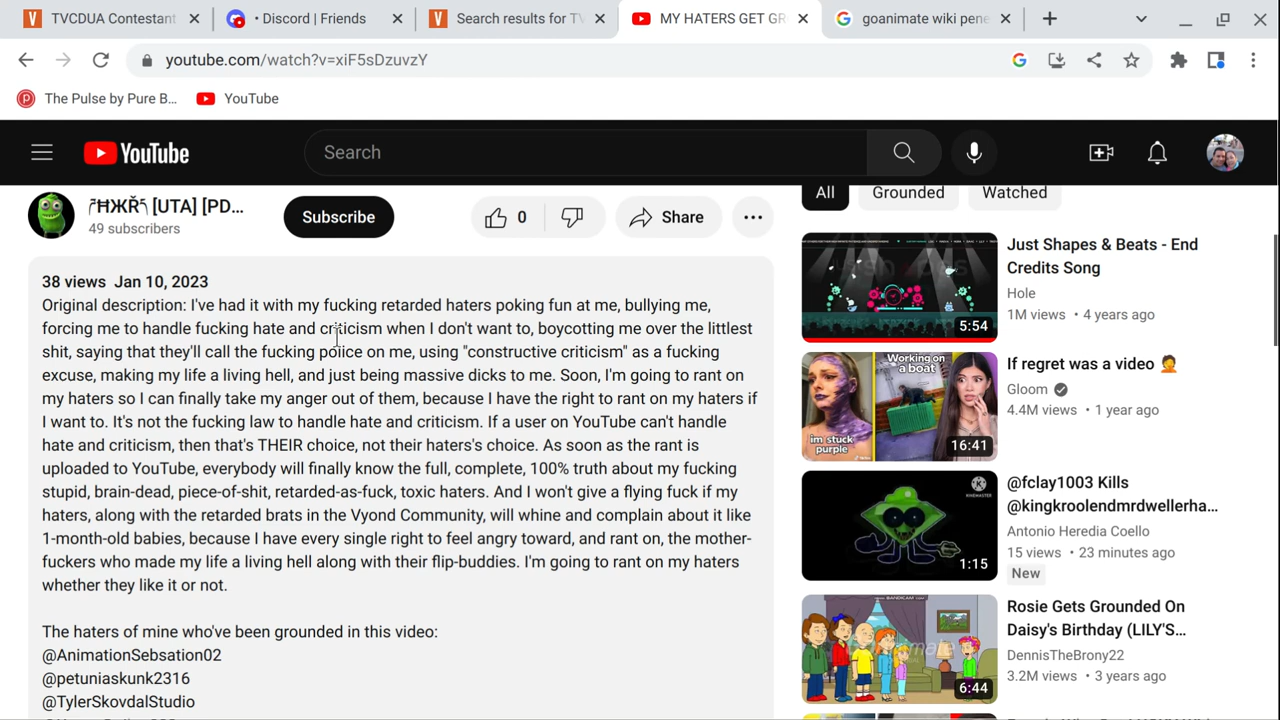 TVCDUA Contestant
• Discord | Friends
Search results for TV
MY HATERS GET GR
goanimate wiki pene
youtube.com/watch?v=xiF5sDzuvzY
The Pulse by Pure B...
YouTube
YouTube
Search
[UTA] [PD...
49 subscribers
Subscribe
0
Share
All
Grounded
Watched
38 views Jan 10, 2023
Original description: I've had it with my fucking retarded haters poking fun at me, bullying me,
forcing me to handle fucking hate and criticism when I don't want to, boycotting me over the littlest
shit, saying that they'll call the fucking police on me, using "constructive criticism" as a fucking
excuse, making my life a living hell, and just being massive dicks to me. Soon, I'm going to rant on
my haters so I can finally take my anger out of them, because I have the right to rant on my haters if
I want to. It's not the fucking law to handle hate and criticism. If a user on YouTube can't handle
hate and criticism, then that's THEIR choice, not their haters's choice. As soon as the rant is
uploaded to YouTube, everybody will finally know the full, complete, 100% truth about my fucking
stupid, brain-dead, piece-of-shit, retarded-as-fuck, toxic haters. And I won't give a flying fuck if my
haters, along with the retarded brats in the Vyond Community, will whine and complain about it like
1-month-old babies, because I have every single right to feel angry toward, and rant on, the mother-
fuckers who made my life a living hell along with their flip-buddies. I'm going to rant on my haters
whether they like it or not.
The haters of mine who've been grounded in this video:
@AnimationSebsation02
@petuniaskunk2316
@TylerSkovdalStudio
Just Shapes & Beats - End
Credits Song
Hole
1M views • 4 years ago
5:54
Working on
a boat
im stuck
purple
16:41
If regret was a video 🤦
Gloom
4.4M views • 1 year ago
KINEMASTER
1:15
@fclay1003 Kills
@kingkroolendmrdwellerha...
Antonio Heredia Coello
15 views • 23 minutes ago
New
6:44
Rosie Gets Grounded On
Daisy's Birthday (LILY'S...
DennisTheBrony22
3.2M views • 3 years ago